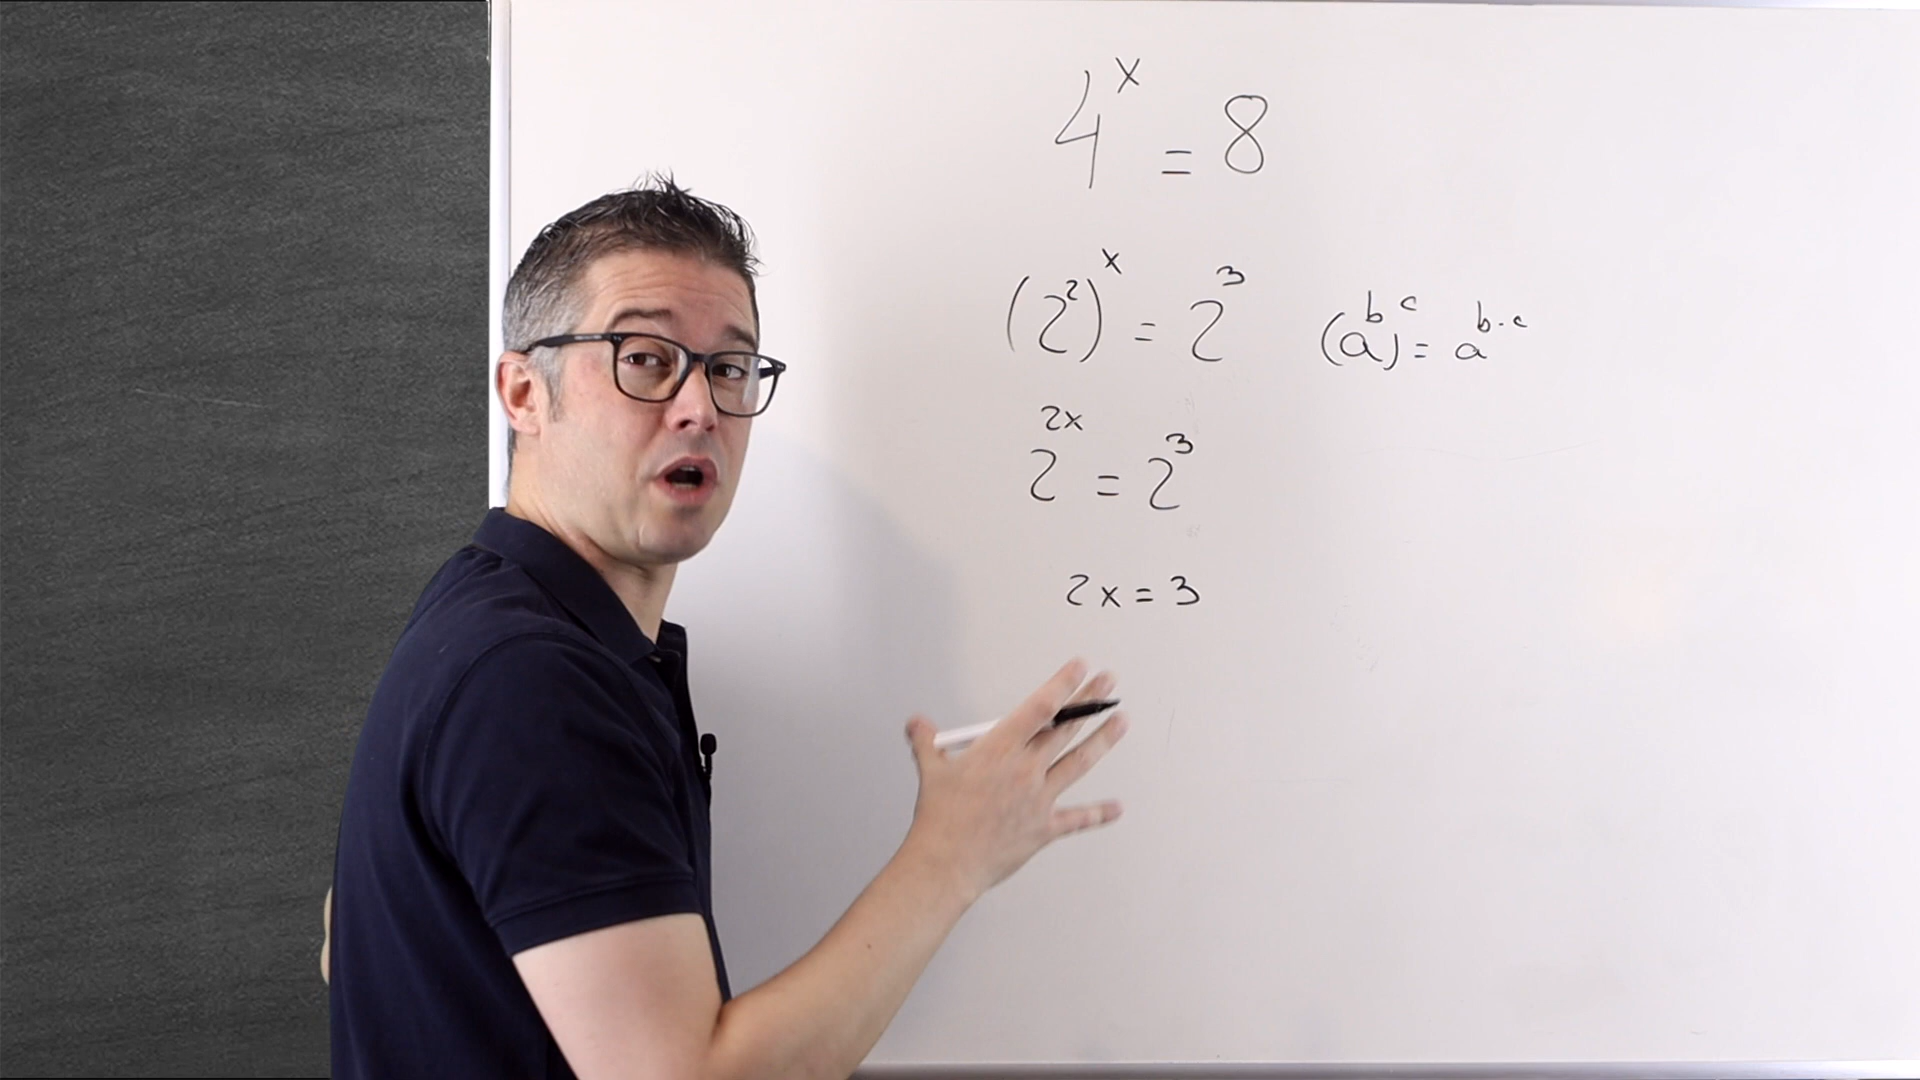 4^x = 8
(2^2)^x = 2^3 (a^b)^c = a^{b·c}
2^{2x} = 2^3
2x = 3